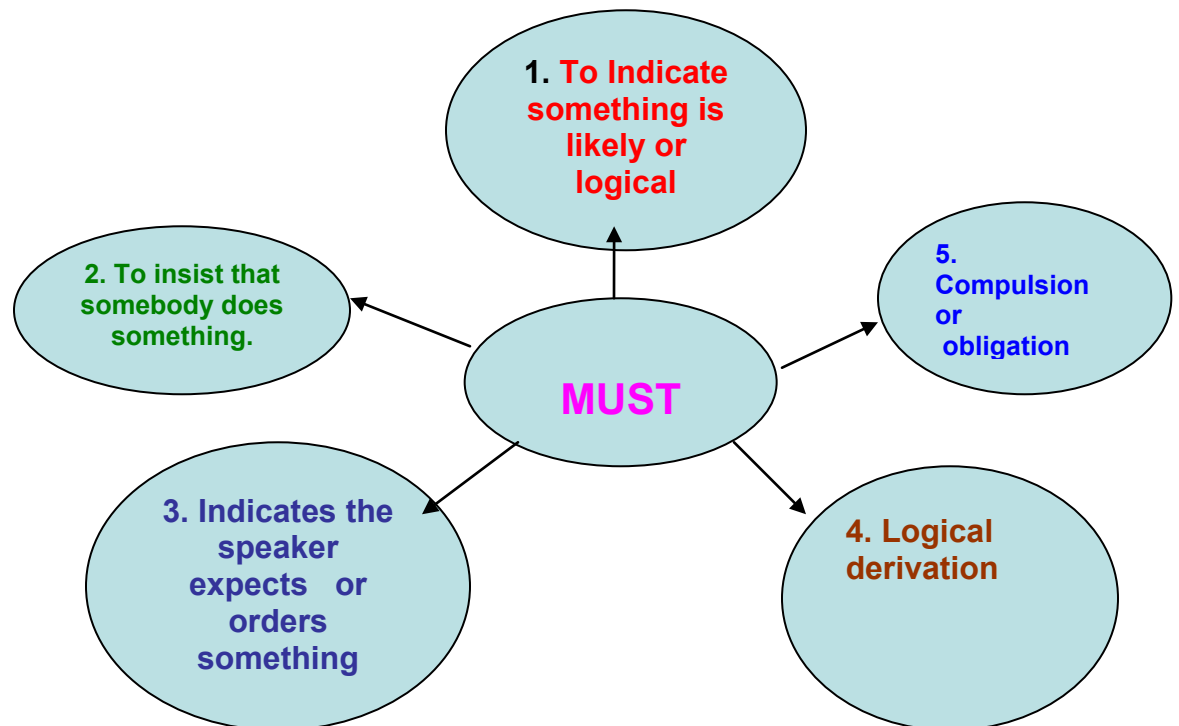 1. To Indicate
something is
likely or
logical
2. To insist that
somebody does
something.
5.
Compulsion
or
obligation
MUST
3. Indicates the
speaker
expects or
orders
something
4. Logical
derivation